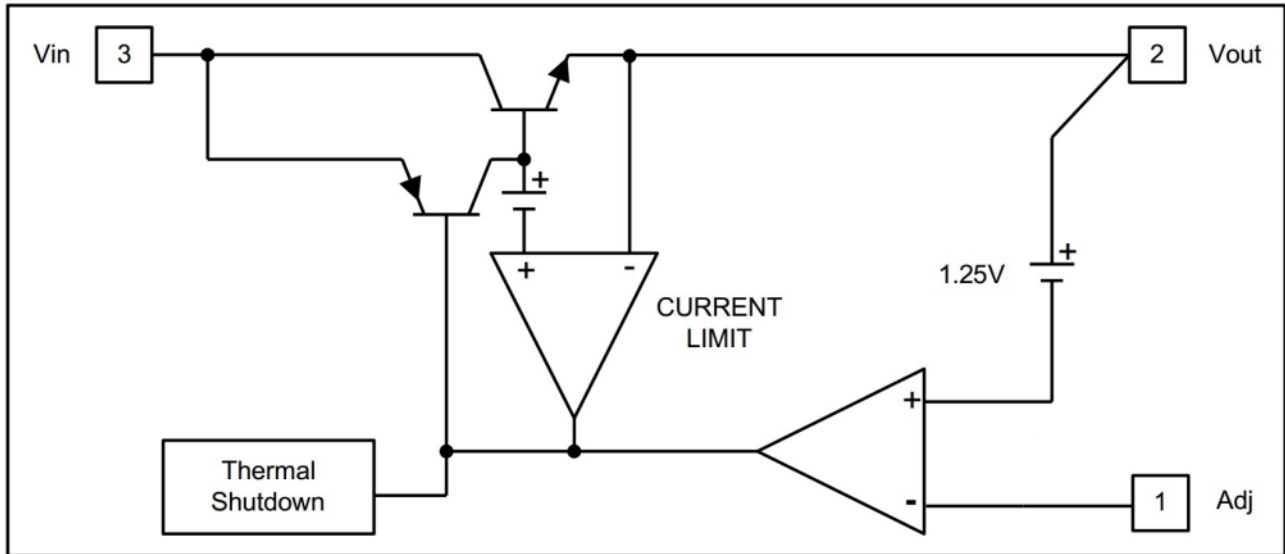 Vin 3
2 Vout
+
+ -
CURRENT
LIMIT
1.25V +
+
-
Thermal
Shutdown
1 Adj